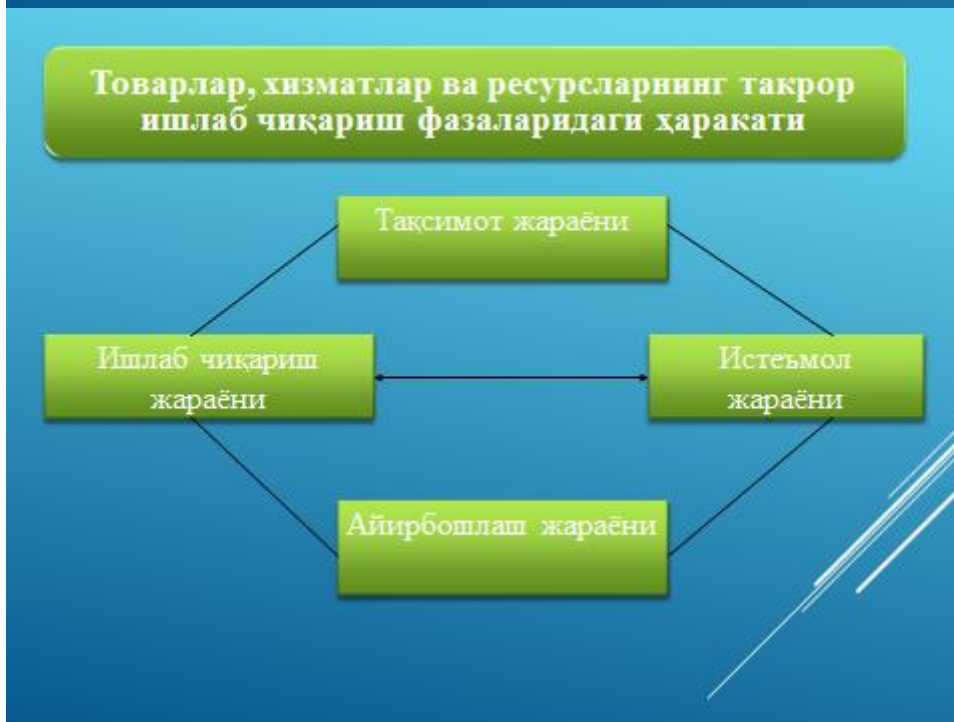 Товарлар, хизматлар ва ресурсларнинг такрор
ишлаб чиқариш фазаларидаги ҳаракати
Тақсимот жараёни
Ишлаб чиқариш
жараёни
Истеъмол
жараёни
Айирбошлаш жараёни